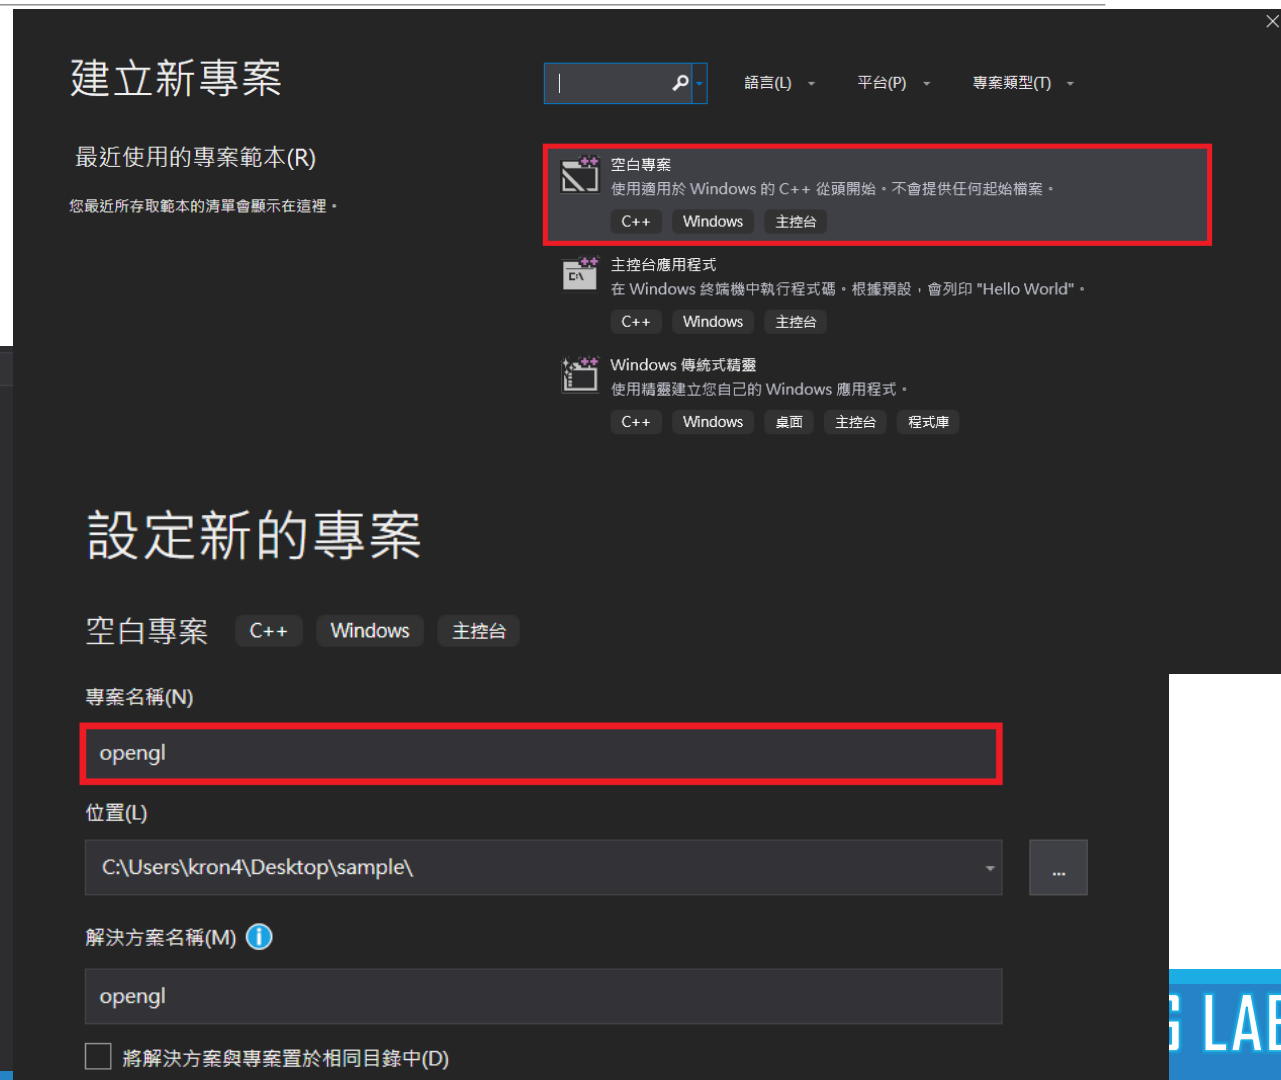 建立新專案
語言(L)
平台(P)
專案類型(T)
最近使用的專案範本(R)
您最近所存取範本的清單會顯示在這裡。
空白專案
使用適用於 Windows 的 C++ 從頭開始。不會提供任何起始檔案。
C++ Windows 主控台
主控台應用程式
在 Windows 終端機中執行程式碼。根據預設，會列印 "Hello World"。
C++ Windows 主控台
Windows 傳統式精靈
使用精靈建立您自己的 Windows 應用程式。
C++ Windows 桌面 主控台 程式庫
設定新的專案
空白專案 C++ Windows 主控台
專案名稱(N)
opengl
位置(L)
C:\Users\kron4\Desktop\sample\
...
解決方案名稱(M)
opengl
將解決方案與專案置於相同目錄中(D)